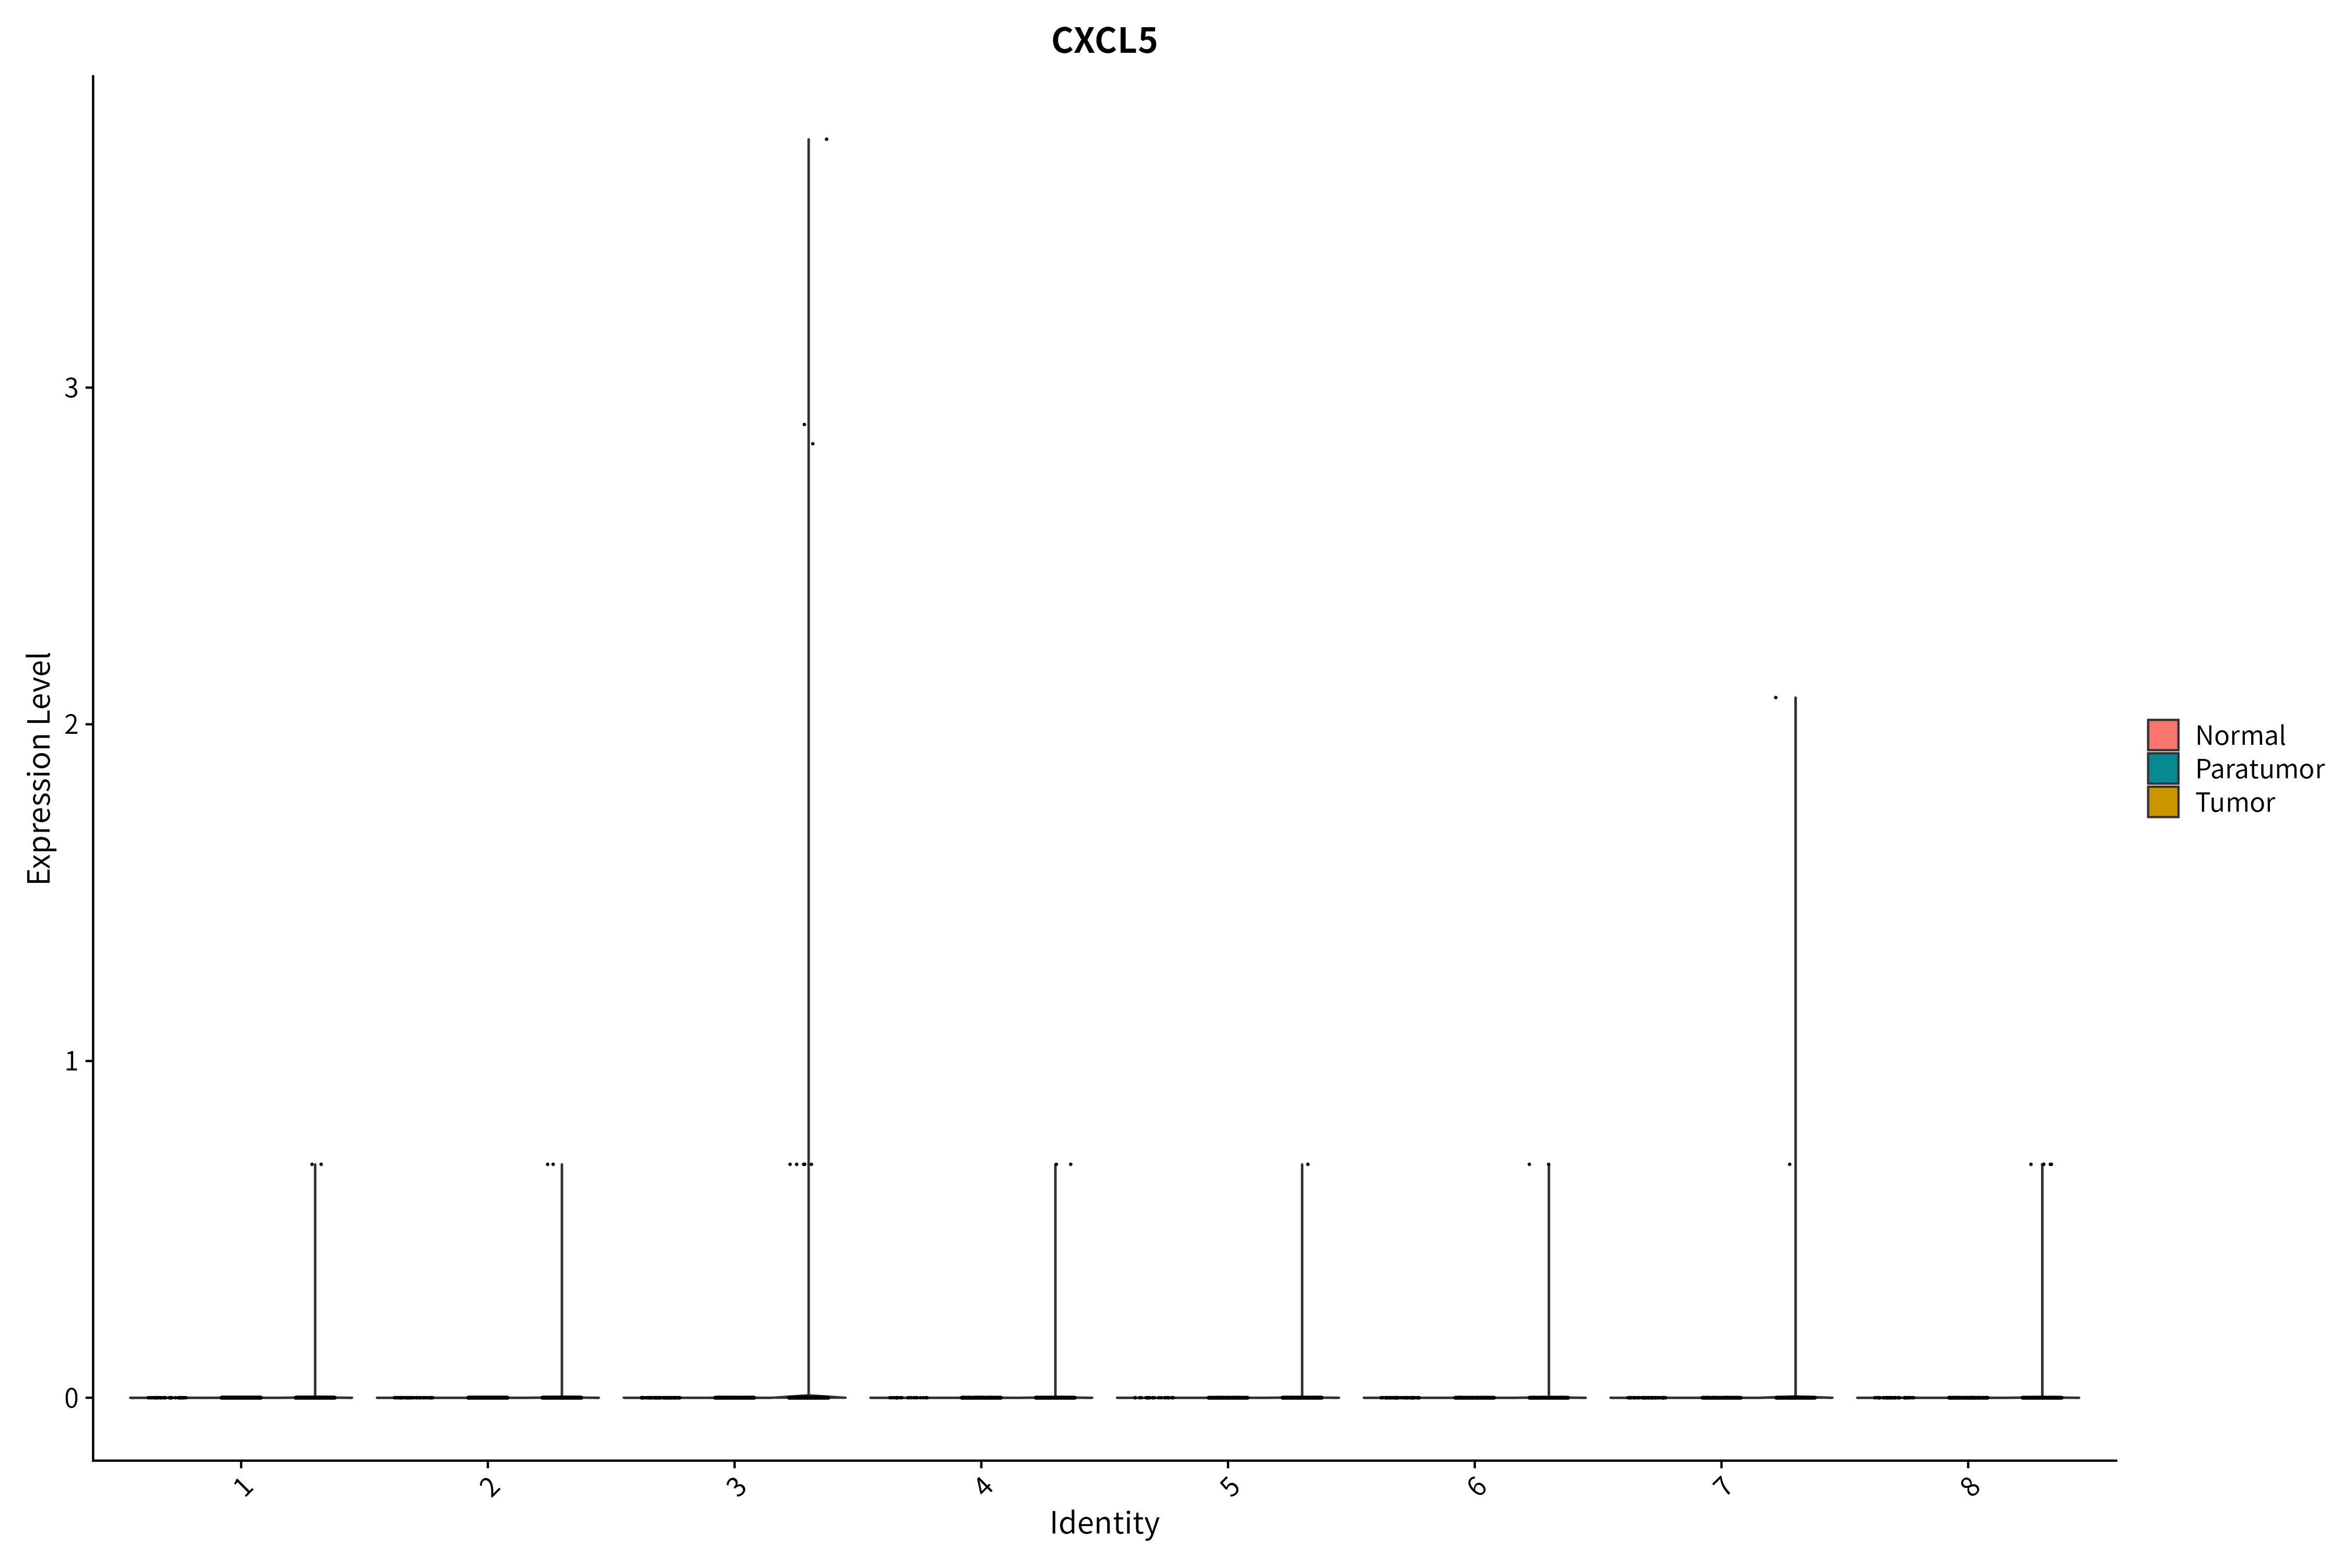 CXCL5
Expression Level
3
2
1
0
1 2 3 4 5 6 7 8
Identity
Normal
Paratumor
Tumor